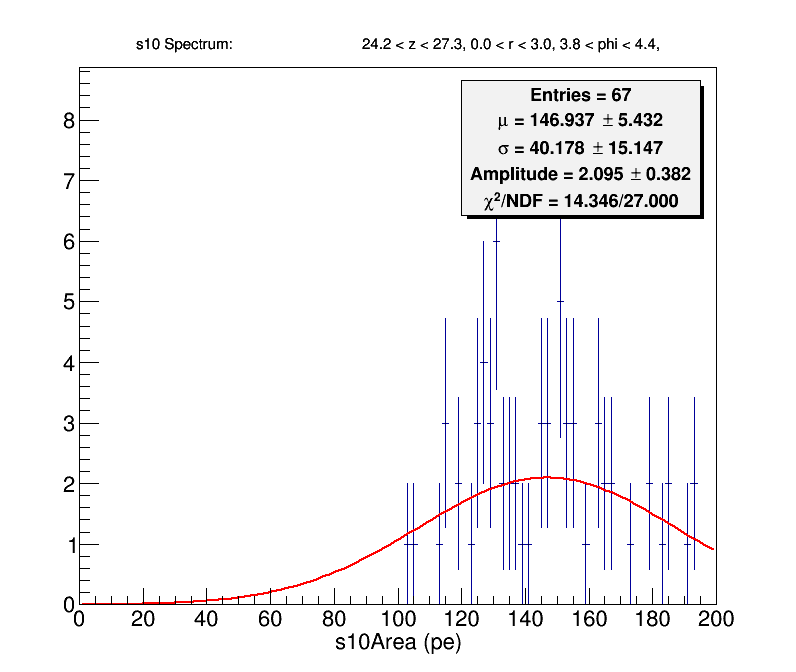 s10 Spectrum: 24.2 < z < 27.3, 0.0 < r < 3.0, 3.8 < phi < 4.4,
Entries = 67
μ = 146.937 ± 5.432
σ = 40.178 ± 15.147
Amplitude = 2.095 ± 0.382
χ²/NDF = 14.346/27.000
8
7
6
5
4
3
2
1
0
0 20 40 60 80 100 120 140 160 180 200
s10Area (pe)